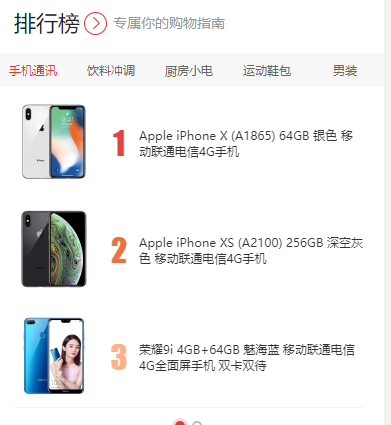 排行榜 专属你的购物指南
手机通讯 饮料冲调 厨房小电 运动鞋包 男装
1
Apple iPhone X (A1865) 64GB 银色 移
动联通电信4G手机
2
Apple iPhone XS (A2100) 256GB 深空灰
色 移动联通电信4G手机
3
荣耀9i 4GB+64GB 魅海蓝 移动联通电信
4G全面屏手机 双卡双待